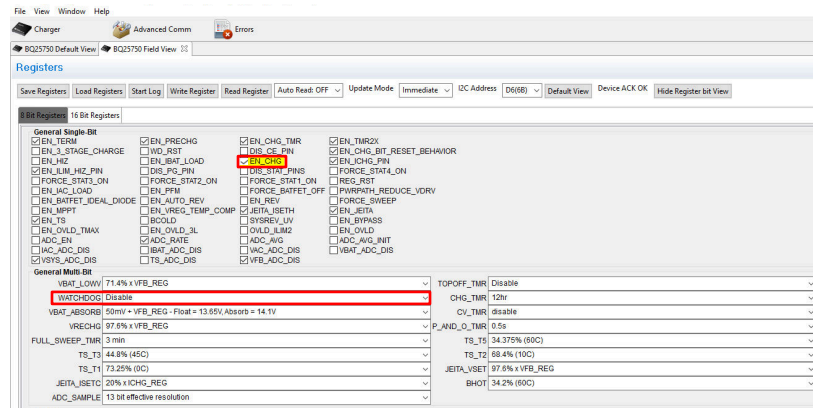 File View Window Help
Charger Advanced Comm Errors
BQ25750 Default View BQ25750 Field View
Registers
Save Registers Load Registers Start Log Write Register Read Register Auto Read: OFF Update Mode Immediate I2C Address D6(6B) Default View Device ACK OK Hide Register bit View
8 Bit Registers 16 Bit Registers
General Single-Bit
EN_TERM EN_PRECHG EN_CHG_TMR EN_TMR2X
EN_3_STAGE_CHARGE WD_RST DIS_CE_PIN EN_CHG_BIT_RESET_BEHAVIOR
EN_HIZ EN_IBAT_LOAD EN_CHG EN_ICHG_PIN
EN_ILIM_HIZ_PIN DIS_PG_PIN DIS_STAT_PINS FORCE_STAT4_ON
FORCE_STAT3_ON FORCE_STAT2_ON FORCE_STAT1_ON REG_RST
EN_IAC_LOAD EN_PFM FORCE_BATFET_OFF PWRPATH_REDUCE_VDRV
EN_BATFET_IDEAL_DIODE EN_AUTO_REV EN_REV FORCE_SWEEP
EN_MPPT EN_VREG_TEMP_COMP JEITA_ISETH EN_JEITA
EN_TS BCOLD SYSREV_UV EN_BYPASS
EN_OVLD_TMAX EN_OVLD_3L OVLD_ILIM2 EN_OVLD
ADC_EN ADC_RATE ADC_AVG ADC_AVG_INIT
IAC_ADC_DIS IBAT_ADC_DIS VAC_ADC_DIS VBAT_ADC_DIS
VSYS_ADC_DIS TS_ADC_DIS VFB_ADC_DIS
General Multi-Bit
VBAT_LOWV 71.4% x VFB_REG TOPOFF_TMR Disable
WATCHDOG Disable CHG_TMR 12hr
VBAT_ABSORB 50mV + VFB_REG - Float = 13.65V, Absorb = 14.1V CV_TMR disable
VRECHG 97.6% x VFB_REG P_AND_O_TMR 0.5s
FULL_SWEEP_TMR 3 min TS_T5 34.375% (60C)
TS_T3 44.8% (45C) TS_T2 68.4% (10C)
TS_T1 73.25% (0C) JEITA_VSET 97.6% x VFB_REG
JEITA_ISETC 20% x ICHG_REG BHOT 34.2% (60C)
ADC_SAMPLE 13 bit effective resolution